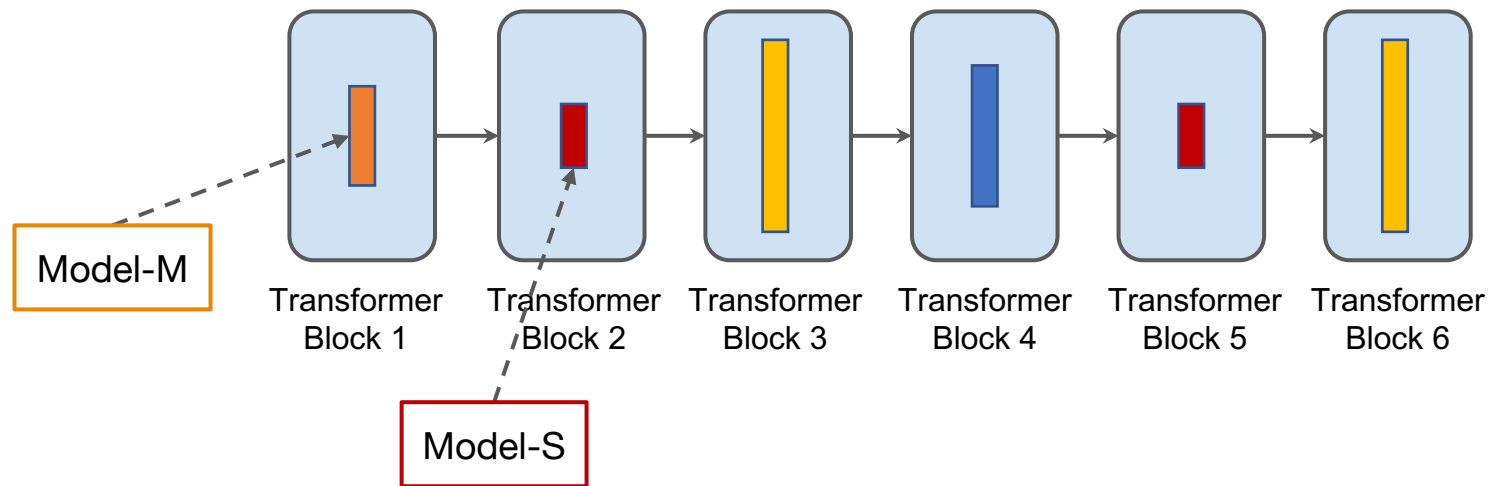 Model-M
Transformer
Block 1
Transformer
Block 2
Transformer
Block 3
Transformer
Block 4
Transformer
Block 5
Transformer
Block 6
Model-S